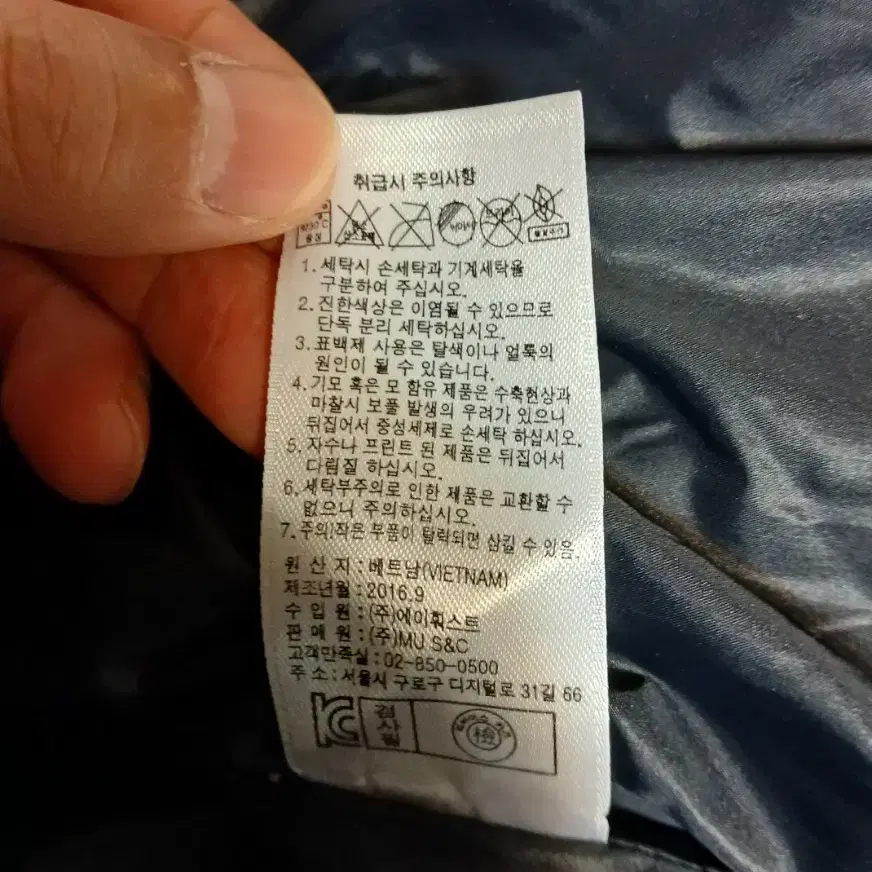 취급시 주의사항
1. 세탁시 손세탁과 기계세탁을
구분하여 주십시오.
2. 진한색상은 이염될 수 있으므로
단독 분리 세탁하십시오.
3. 표백제 사용은 탈색이나 얼룩의
원인이 될 수 있습니다.
4. 기모 혹은 모 함유 제품은 수축현상과
마찰시 보풀 발생의 우려가 있으니
뒤집어서 중성세제로 손세탁 하십시오.
5. 자수나 프린트 된 제품은 뒤집어서
다림질 하십시오.
6. 세탁부주의로 인한 제품은 교환할 수
없으니 주의하십시오.
7. 주의.작은 부품이 탈락되면 삼킬 수 있음.
원 산 지 : 베트남(VIETNAM)
제조년월 : 2016.9
수 입 원 : (주)에이훠스트
판 매 원 : (주)MU S&C
고객만족실 : 02-850-0500
주 소 : 서울시 구로구 디지털로 31길 66
검사필
檢